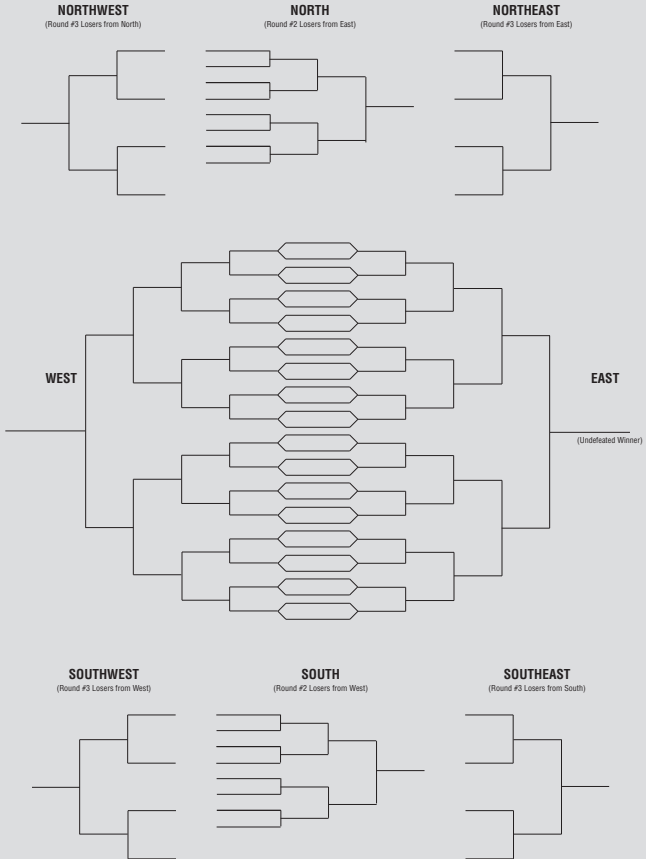 NORTHWEST
(Round #3 Losers from North)
NORTH
(Round #2 Losers from East)
NORTHEAST
(Round #3 Losers from East)
WEST
EAST
(Undefeated Winner)
SOUTHWEST
(Round #3 Losers from West)
SOUTH
(Round #2 Losers from West)
SOUTHEAST
(Round #3 Losers from South)